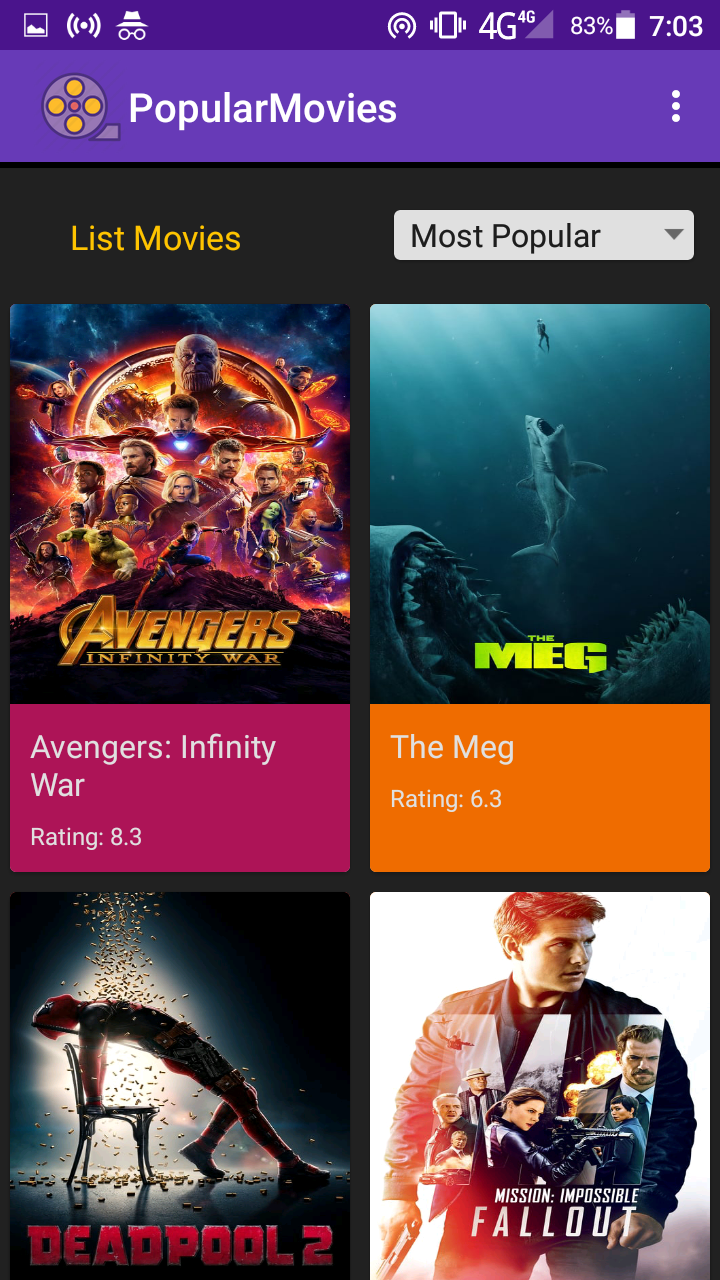 4G 4G 83% 7:03
PopularMovies
List Movies
Most Popular
AVENGERS
INFINITY WAR
THE
MEG
Avengers: Infinity
War
Rating: 8.3
The Meg
Rating: 6.3
DEADPOOL 2
MI
MISSION: IMPOSSIBLE
FALLOUT